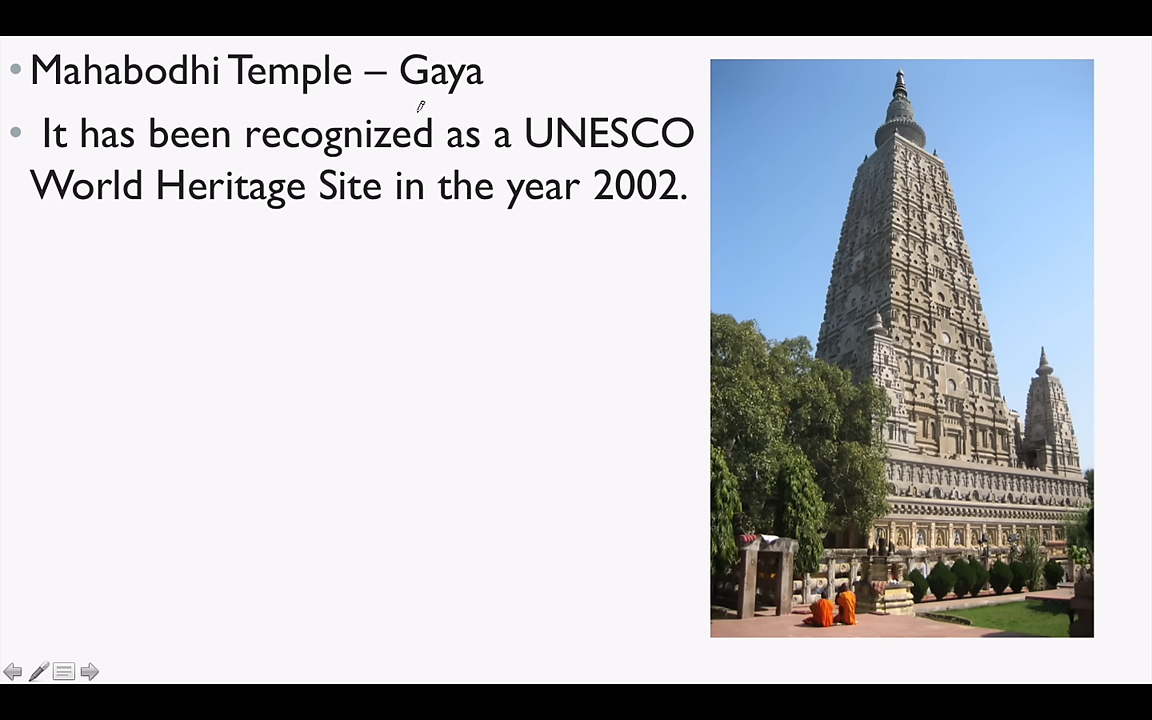 • Mahabodhi Temple – Gaya
• It has been recognized as a UNESCO
World Heritage Site in the year 2002.